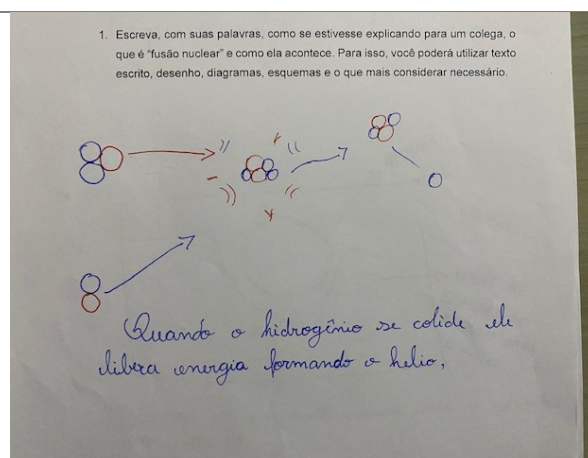 1. Escreva, com suas palavras, como se estivesse explicando para um colega, o
que é “fusão nuclear” e como ela acontece. Para isso, você poderá utilizar texto
escrito, desenho, diagramas, esquemas e o que mais considerar necessário.
Quando o hidrogênio se colide ele
libera energia formando o helio,